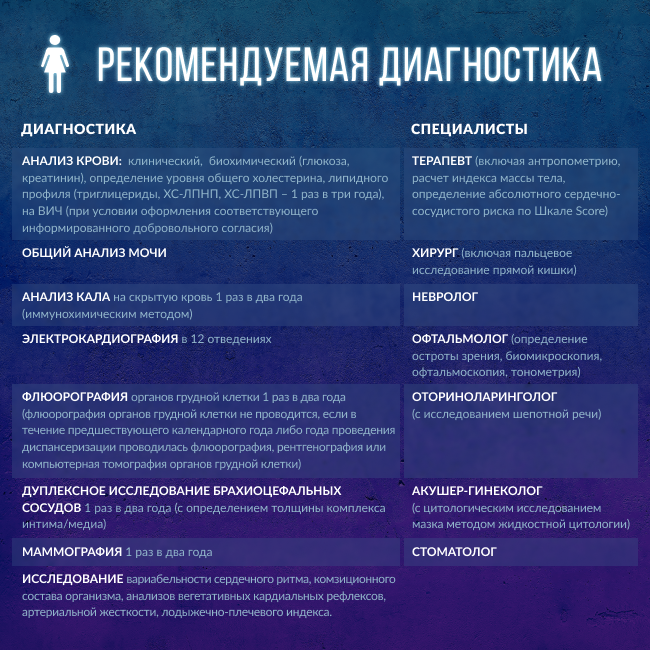 РЕКОМЕНДУЕМАЯ ДИАГНОСТИКА
ДИАГНОСТИКА
АНАЛИЗ КРОВИ: клинический, биохимический (глюкоза,
креатинин), определение уровня общего холестерина, липидного
профиля (триглицериды, ХС-ЛПНП, ХС-ЛПВП – 1 раз в три года),
на ВИЧ (при условии оформления соответствующего
информированного добровольного согласия)
ОБЩИЙ АНАЛИЗ МОЧИ
АНАЛИЗ КАЛА на скрытую кровь 1 раз в два года
(иммунохимическим методом)
ЭЛЕКТРОКАРДИОГРАФИЯ в 12 отведениях
ФЛЮОРОГРАФИЯ органов грудной клетки 1 раз в два года
(флюорография органов грудной клетки не проводится, если в
течение предшествующего календарного года либо года проведения
диспансеризации проводилась флюорография, рентгенография или
компьютерная томография органов грудной клетки)
ДУПЛЕКСНОЕ ИССЛЕДОВАНИЕ БРАХИОЦЕФАЛЬНЫХ
СОСУДОВ 1 раз в два года (с определением толщины комплекса
интима/медиа)
МАММОГРАФИЯ 1 раз в два года
ИССЛЕДОВАНИЕ вариабельности сердечного ритма, комзиционного
состава организма, анализов вегетативных кардиальных рефлексов,
артериальной жесткости, лодыжечно-плечевого индекса.
СПЕЦИАЛИСТЫ
ТЕРАПЕВТ (включая антропометрию,
расчет индекса массы тела,
определение абсолютного сердечно-
сосудистого риска по Шкале Score)
ХИРУРГ (включая пальцевое
исследование прямой кишки)
НЕВРОЛОГ
ОФТАЛЬМОЛОГ (определение
остроты зрения, биомикроскопия,
офтальмоскопия, тонометрия)
ОТОРИНОЛАРИНГОЛОГ
(с исследованием шепотной речи)
АКУШЕР-ГИНЕКОЛОГ
(с цитологическим исследованием
мазка методом жидкостной цитологии)
СТОМАТОЛОГ